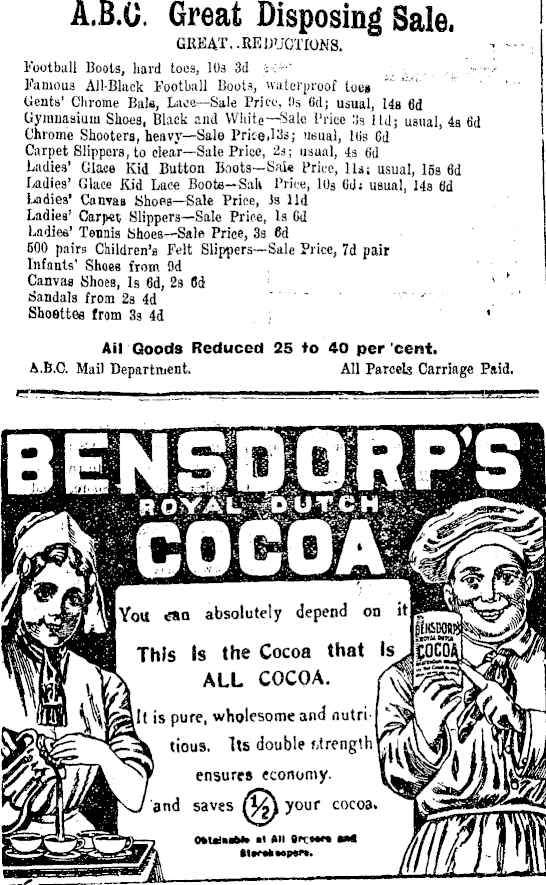 A.B.C. Great Disposing Sale.
GREAT..REDUCTIONS.
Football Boots, hard toes, 10s 3d
Famous All-Black Football Boots, waterproof toes
Gents' Chrome Bals, Lace—Sale Price, 9s 6d; usual, 14s 6d
Gymnasium Shoes, Black and White—Sale Price 3s 11d; usual, 4s 6d
Chrome Shooters, heavy—Sale Price,13s; usual, 16s 6d
Carpet Slippers, to clear—Sale Price, 2s; usual, 4s 6d
Ladies' Glace Kid Button Boots—Sale Price, 11s; usual, 15s 6d
Ladies' Glace Kid Lace Boots—Sale Price, 10s 6d; usual, 14s 6d
Ladies' Canvas Shoes—Sale Price, 3s 11d
Ladies' Carpet Slippers—Sale Price, 1s 6d
Ladies' Tennis Shoes—Sale Price, 3s 6d
500 pairs Children's Felt Slippers—Sale Price, 7d pair
Infants' Shoes from 9d
Canvas Shoes, 1s 6d, 2s 6d
Sandals from 2s 4d
Shoettes from 3s 4d
All Goods Reduced 25 to 40 per cent.
A.B.C. Mail Department. All Parcels Carriage Paid.
BENSDORP'S
ROYAL DUTCH
COCOA
You can absolutely depend on it
This is the Cocoa that is
ALL COCOA.
It is pure, wholesome and nutri-
tious. Its double strength
ensures economy.
and saves 1/2 your cocoa.
Obtainable at All Grocers and
Storekeepers.
BENSDORP'S
ROYAL DUTCH
COCOA